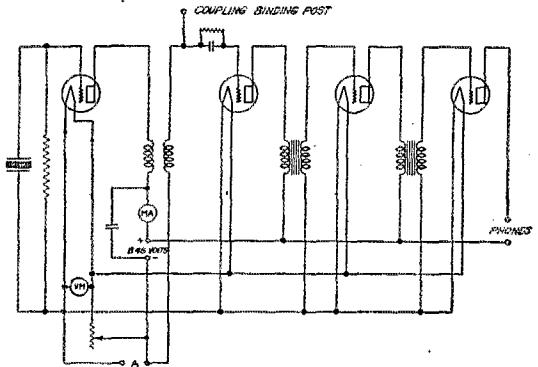 COUPLING BINDING POST
MA
+
B 45 VOLTS
-
PHONES
VM
A